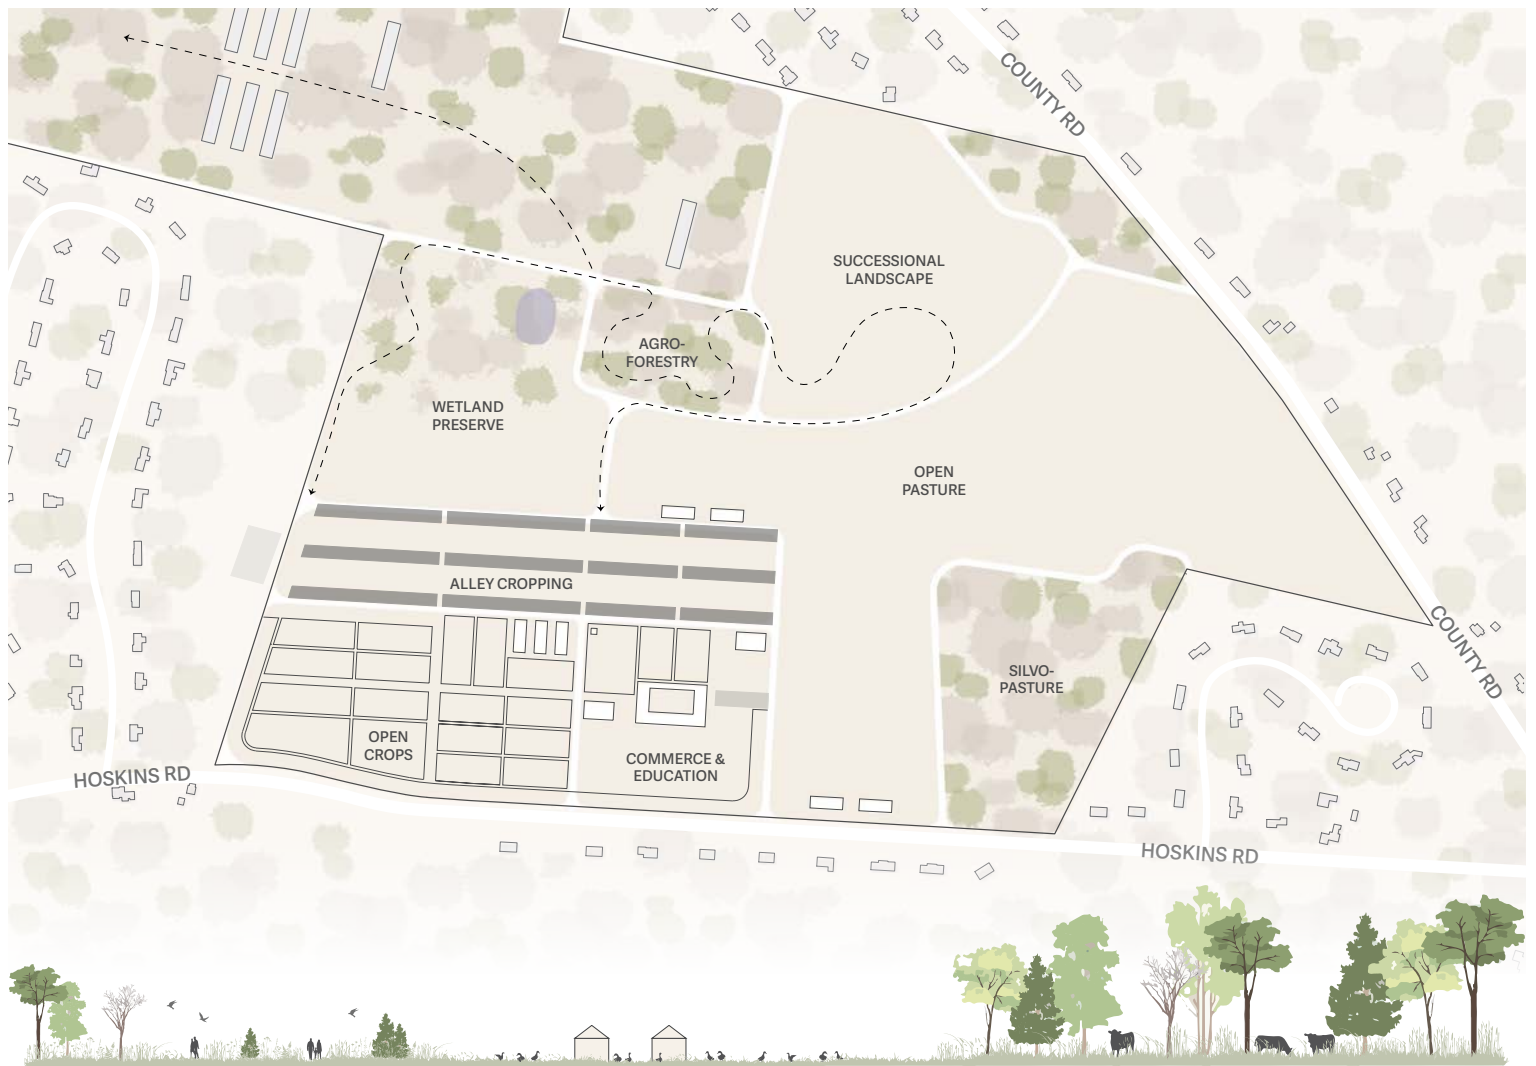 COUNTY RD
SUCCESSIONAL
LANDSCAPE
AGRO-
FORESTRY
WETLAND
PRESERVE
OPEN
PASTURE
ALLEY CROPPING
COUNTY RD
SILVO-
PASTURE
OPEN
CROPS
COMMERCE &
EDUCATION
HOSKINS RD
HOSKINS RD